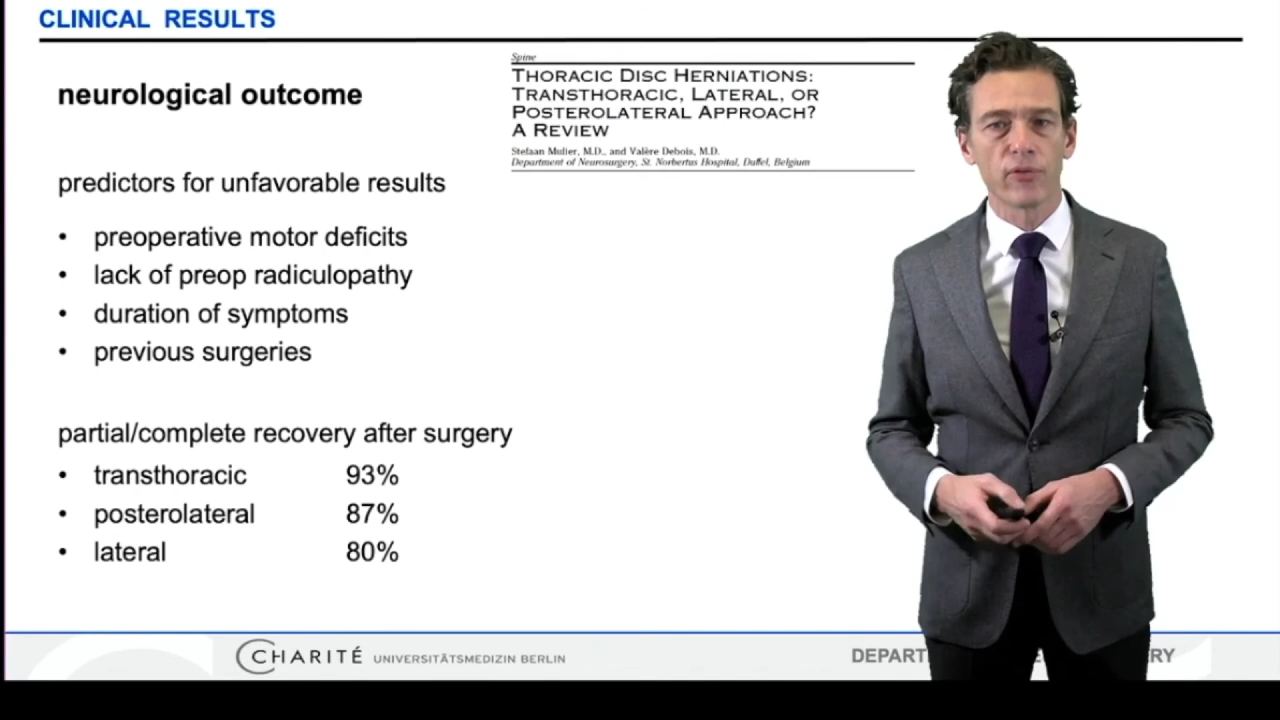 CLINICAL RESULTS
neurological outcome
Spine
THORACIC DISC HERNIATIONS:
TRANSTHORACIC, LATERAL, OR
POSTEROLATERAL APPROACH?
A REVIEW
Stefaan Mulier, M.D., and Valère Debois, M.D.
Department of Neurosurgery, St. Norbertus Hospital, Duffel, Belgium
predictors for unfavorable results
• preoperative motor deficits
• lack of preop radiculopathy
• duration of symptoms
• previous surgeries
partial/complete recovery after surgery
• transthoracic 93%
• posterolateral 87%
• lateral 80%
CHARITÉ UNIVERSITÄTSMEDIZIN BERLIN